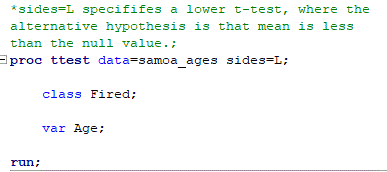 *sides=L specififes a lower t-test, where the
alternative hypothesis is that mean is less
than the null value.;
proc ttest data=samoa_ages sides=L;
class Fired;
var Age;
run;